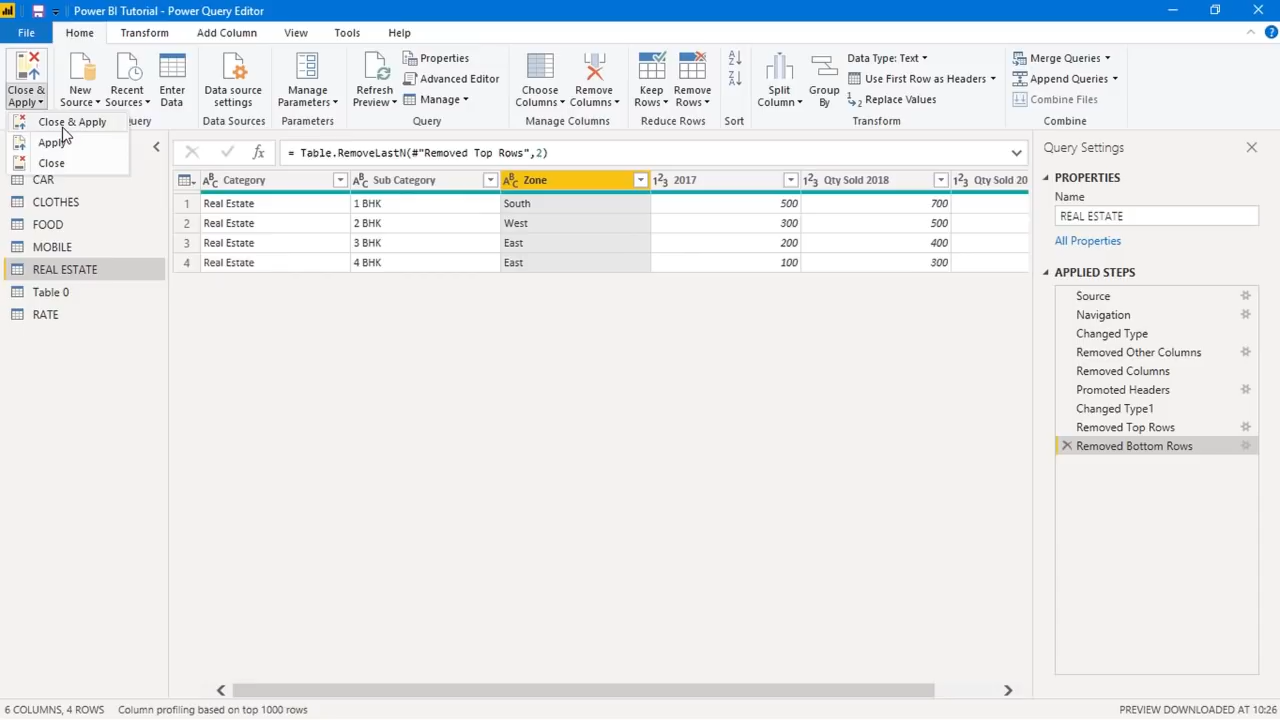 Power BI Tutorial - Power Query Editor
File Home Transform Add Column View Tools Help
Close & Apply
New Source
Recent Sources
Enter Data
Data source settings
Manage Parameters
Refresh Preview
Properties
Advanced Editor
Manage
Choose Columns
Remove Columns
Keep Rows
Remove Rows
Split Column
Group By
Data Type: Text
Use First Row as Headers
Replace Values
Merge Queries
Append Queries
Combine Files
Query Data Sources Parameters Query Manage Columns Reduce Rows Sort Transform Combine
Close & Apply
Apply
Close
CAR
CLOTHES
FOOD
MOBILE
REAL ESTATE
Table 0
RATE
= Table.RemoveLastN(#"Removed Top Rows",2)
Category Sub Category Zone 2017 Qty Sold 2018 Qty Sold 20
1 Real Estate 1 BHK South 500 700
2 Real Estate 2 BHK West 300 500
3 Real Estate 3 BHK East 200 400
4 Real Estate 4 BHK East 100 300
Query Settings
PROPERTIES
Name
REAL ESTATE
All Properties
APPLIED STEPS
Source
Navigation
Changed Type
Removed Other Columns
Removed Columns
Promoted Headers
Changed Type1
Removed Top Rows
Removed Bottom Rows
6 COLUMNS, 4 ROWS Column profiling based on top 1000 rows PREVIEW DOWNLOADED AT 10:26